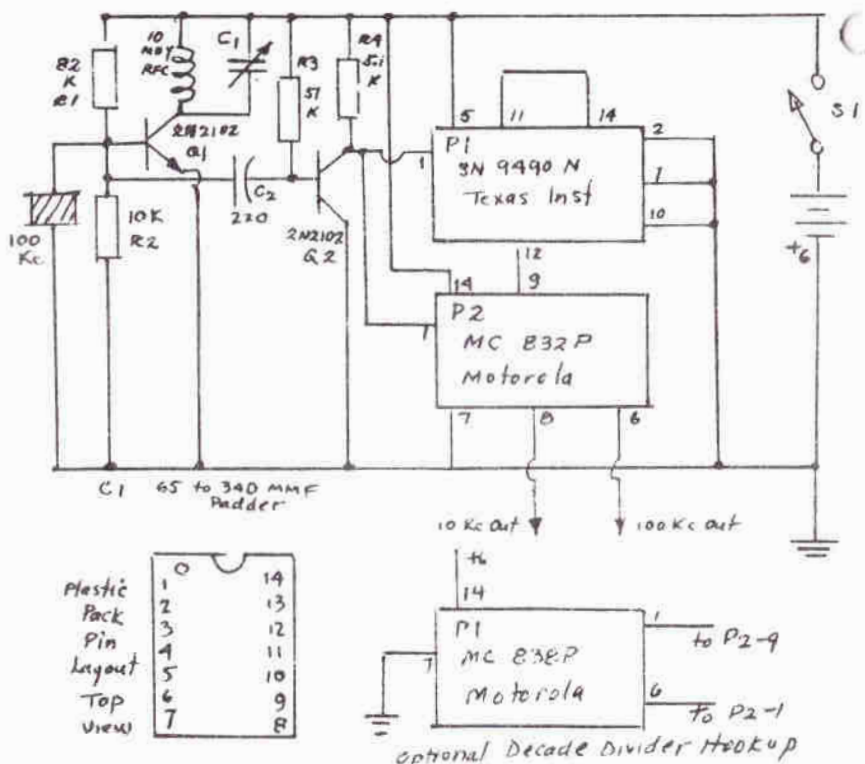 82
K
R1
10
MHY
RFC
C1
R3
51
K
R4
5.1
K
2N2102
Q1
C2
220
2N2102
Q2
10K
R2
100
Kc
5
11
14
2
1
P1
SN 9490 N
Texas Inst
7
10
12
9
14
1
P2
MC 832P
Motorola
7
8
6
S1
+6
C1 65 to 340 MMF
Padder
10 Kc Out
100 Kc Out
Plastic
Pack
Pin
Layout
Top
View
1
2
3
4
5
6
7
14
13
12
11
10
9
8
+6
14
P1
MC 838P
Motorola
7
1
to P2-9
6
to P2-1
Optional Decade Divider Hookup